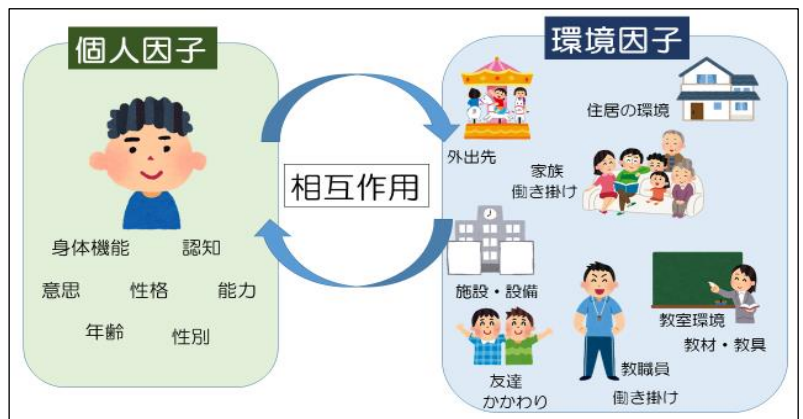 個人因子
身体機能 認知
意思 性格 能力
年齢 性別
相互作用
環境因子
外出先
住居の環境
家族
働き掛け
施設・設備
友達
かかわり
教職員
働き掛け
教室環境
教材・教具